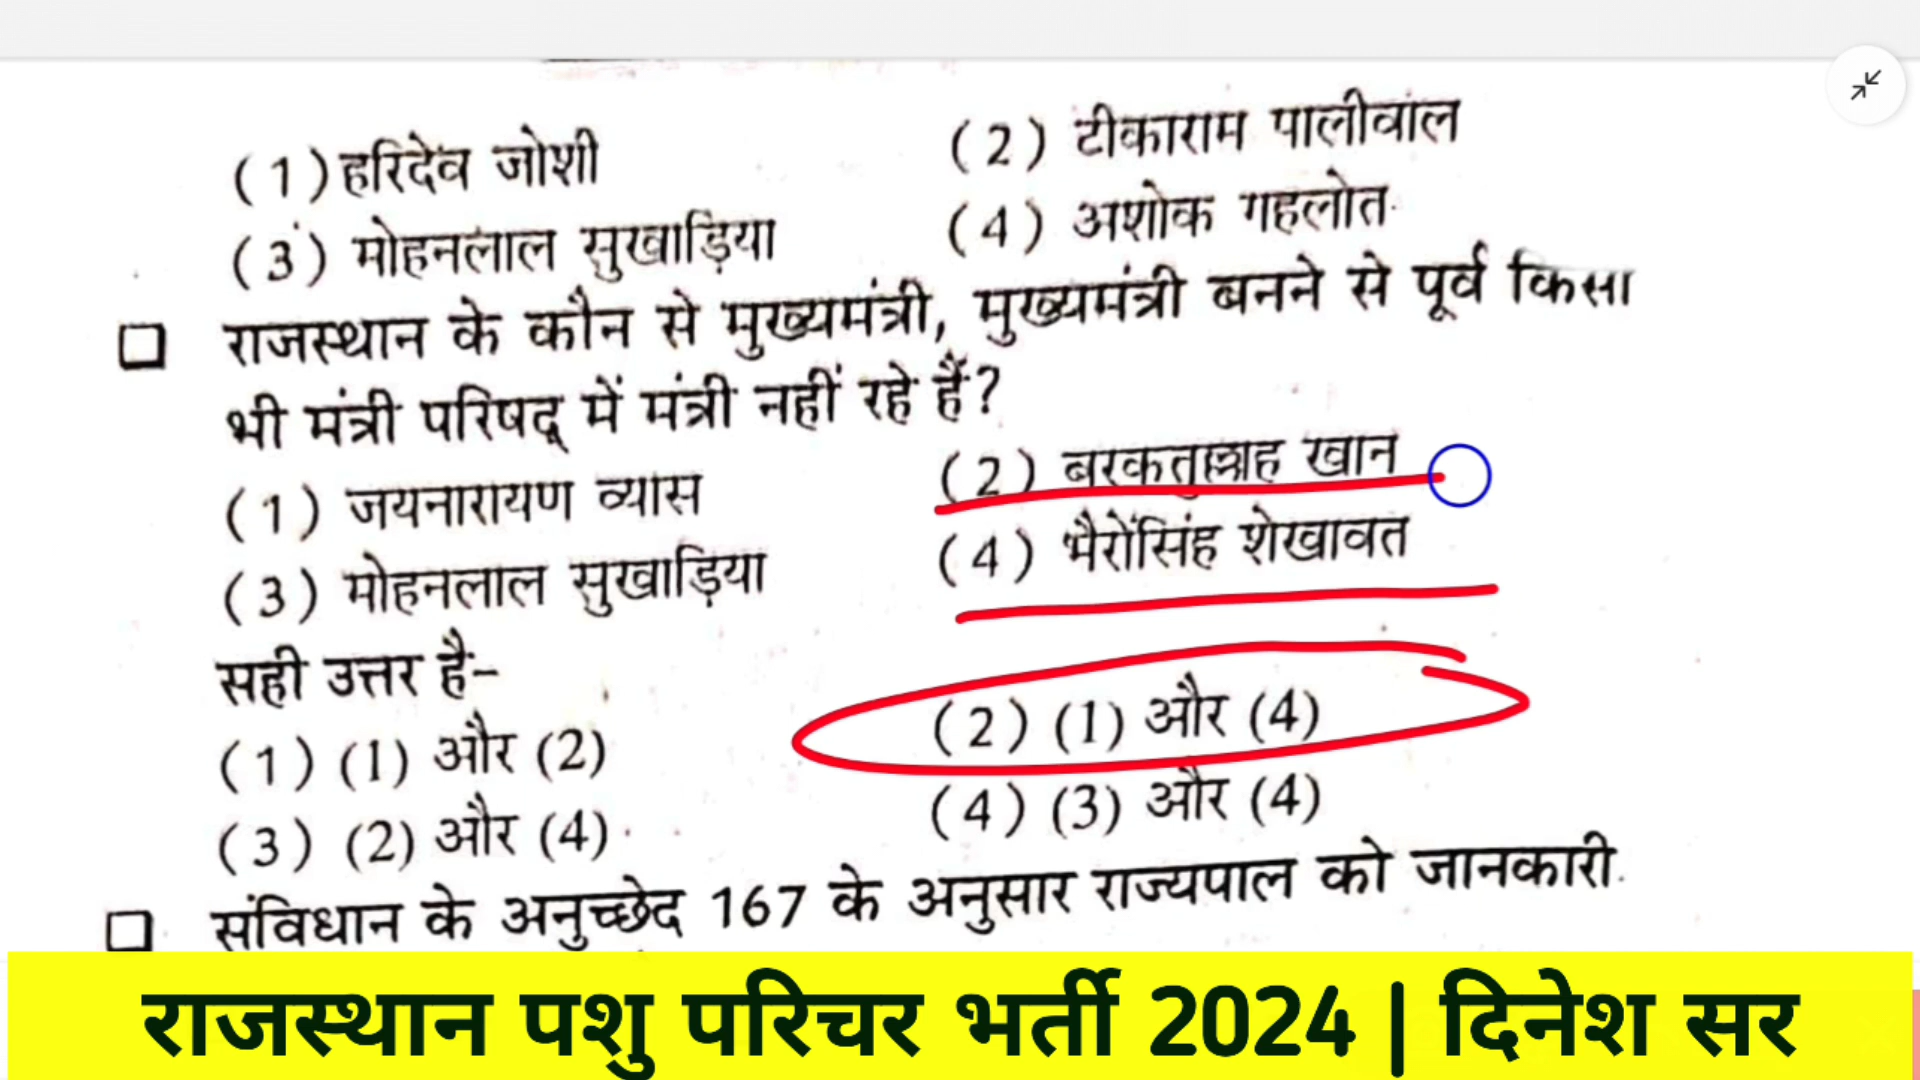 (1) हरिदेव जोशी (2) टीकाराम पालीवाल
(3) मोहनलाल सुखाड़िया (4) अशोक गहलोत
राजस्थान के कौन से मुख्यमंत्री, मुख्यमंत्री बनने से पूर्व किसी
भी मंत्री परिषद् में मंत्री नहीं रहे हैं?
(1) जयनारायण व्यास (2) बरकतुल्लाह खान
(3) मोहनलाल सुखाड़िया (4) भैरोंसिंह शेखावत
सही उत्तर है-
(1) (1) और (2) (2) (1) और (4)
(3) (2) और (4) (4) (3) और (4)
संविधान के अनुच्छेद 167 के अनुसार राज्यपाल को जानकारी
राजस्थान पशु परिचर भर्ती 2024 | दिनेश सर